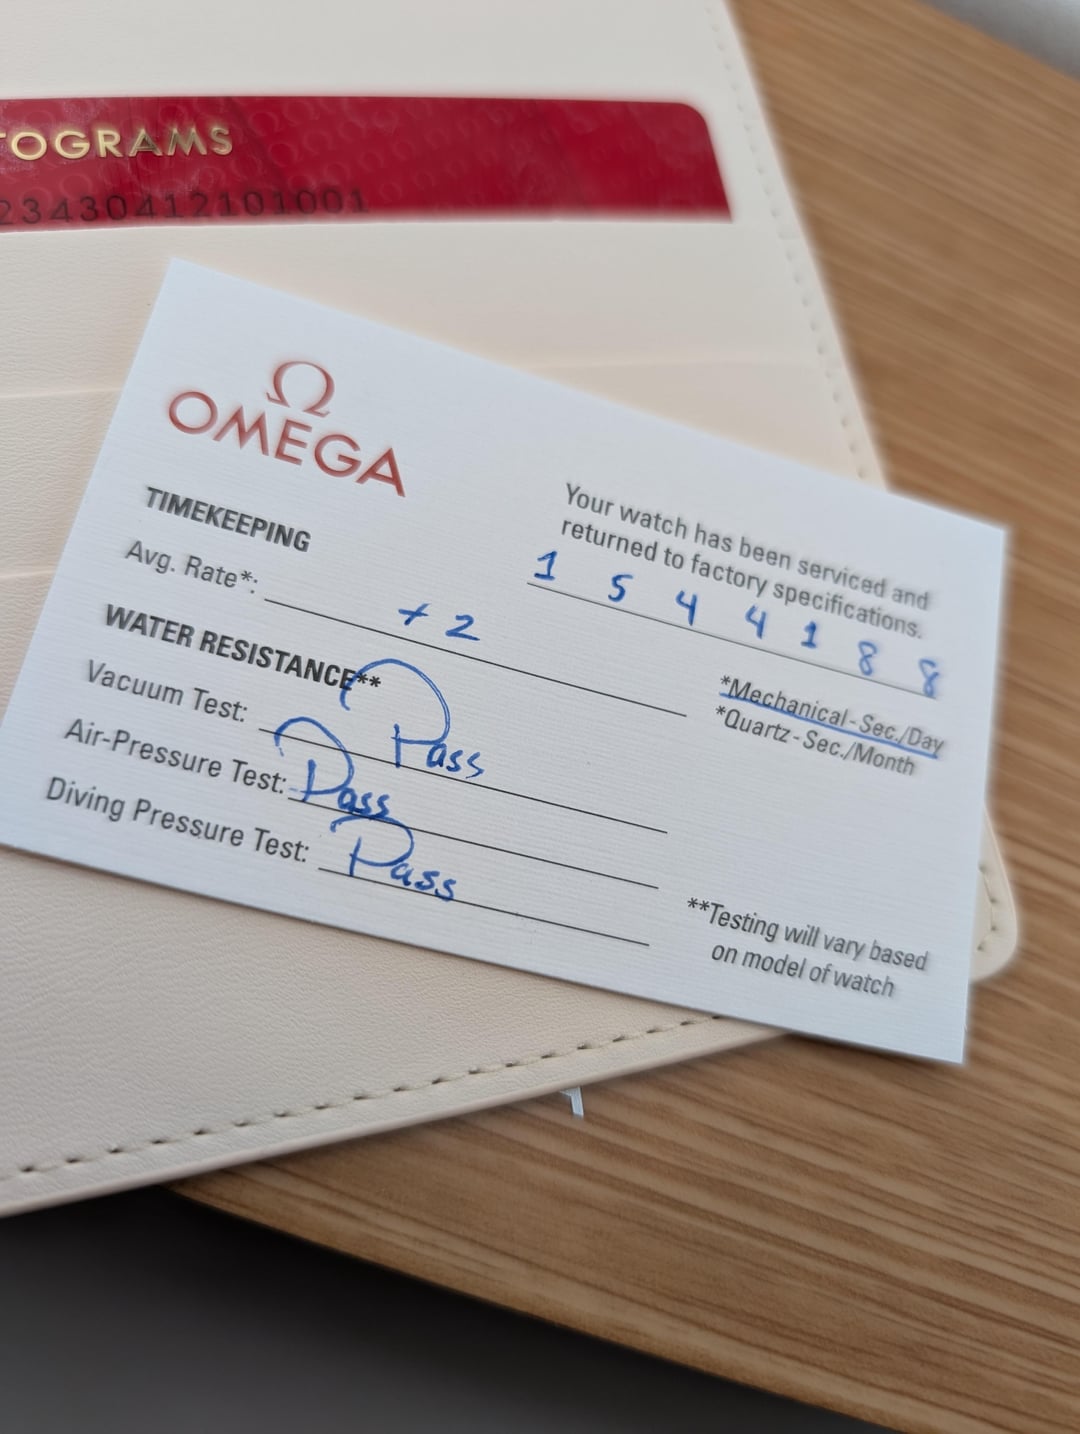 TOGRAMS
23430412101001
Ω
OMEGA
TIMEKEEPING
Avg. Rate*: + 2
WATER RESISTANCE**
Vacuum Test: Pass
Air-Pressure Test: Pass
Diving Pressure Test: Pass
Your watch has been serviced and
returned to factory specifications.
1 5 4 4 1 8 8
*Mechanical - Sec./Day
*Quartz - Sec./Month
**Testing will vary based
on model of watch